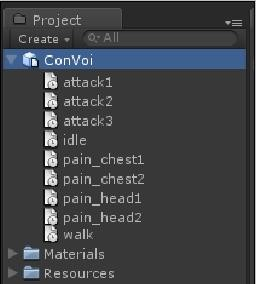 Project
Create
All
ConVoi
attack1
attack2
attack3
idle
pain_chest1
pain_chest2
pain_head1
pain_head2
walk
Materials
Resources